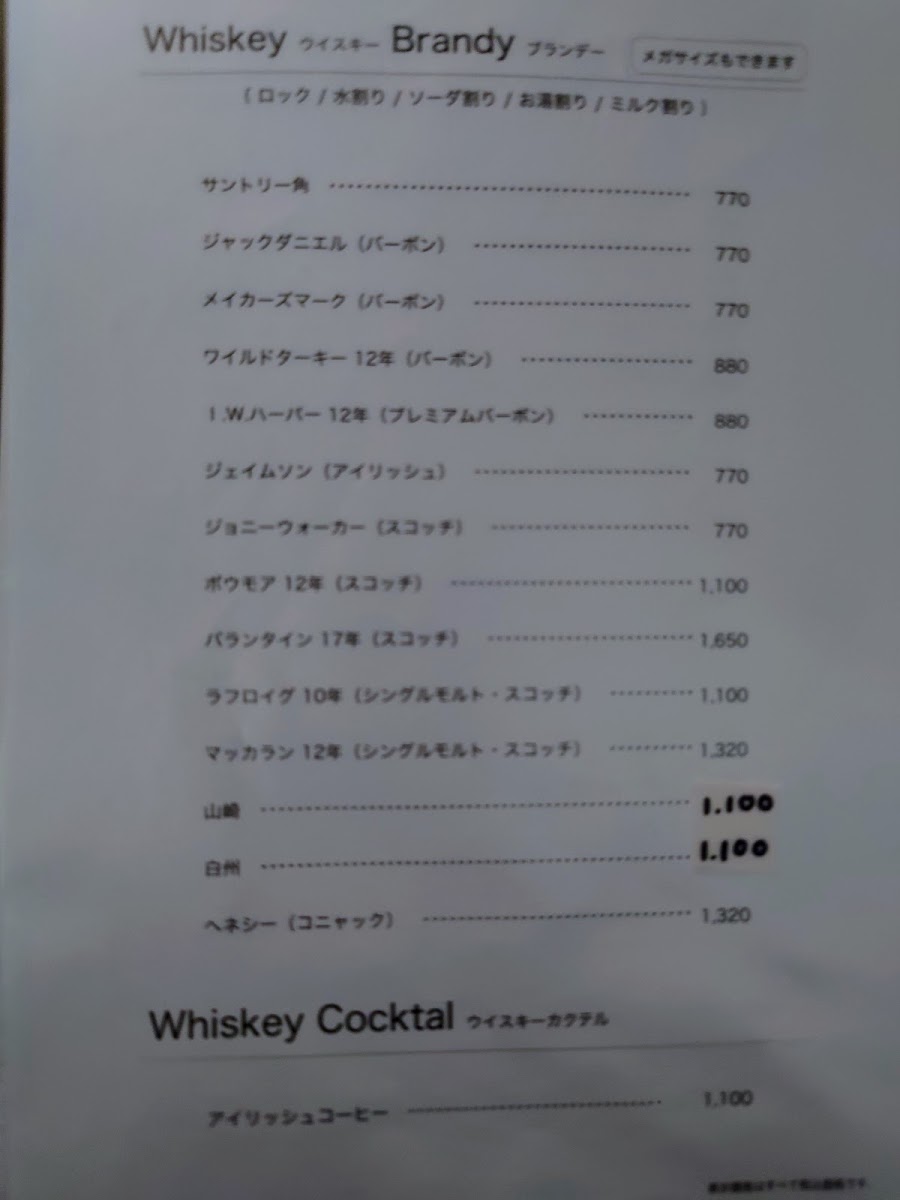 Whiskey ウイスキー Brandy ブランデー メガサイズもできます
( ロック / 水割り / ソーダ割り / お湯割り / ミルク割り )
サントリー角 770
ジャックダニエル（バーボン） 770
メイカーズマーク（バーボン） 770
ワイルドターキー 12年（バーボン） 880
I .W.ハーパー 12年（プレミアムバーボン） 880
ジェイムソン（アイリッシュ） 770
ジョニーウォーカー（スコッチ） 770
ボウモア 12年（スコッチ） 1,100
バランタイン 17年（スコッチ） 1,650
ラフロイグ 10年（シングルモルト・スコッチ） 1,100
マッカラン 12年（シングルモルト・スコッチ） 1,320
山崎 1.100
白州 1.100
ヘネシー（コニャック） 1,320
Whiskey Cocktal ウイスキーカクテル
アイリッシュコーヒー 1,100